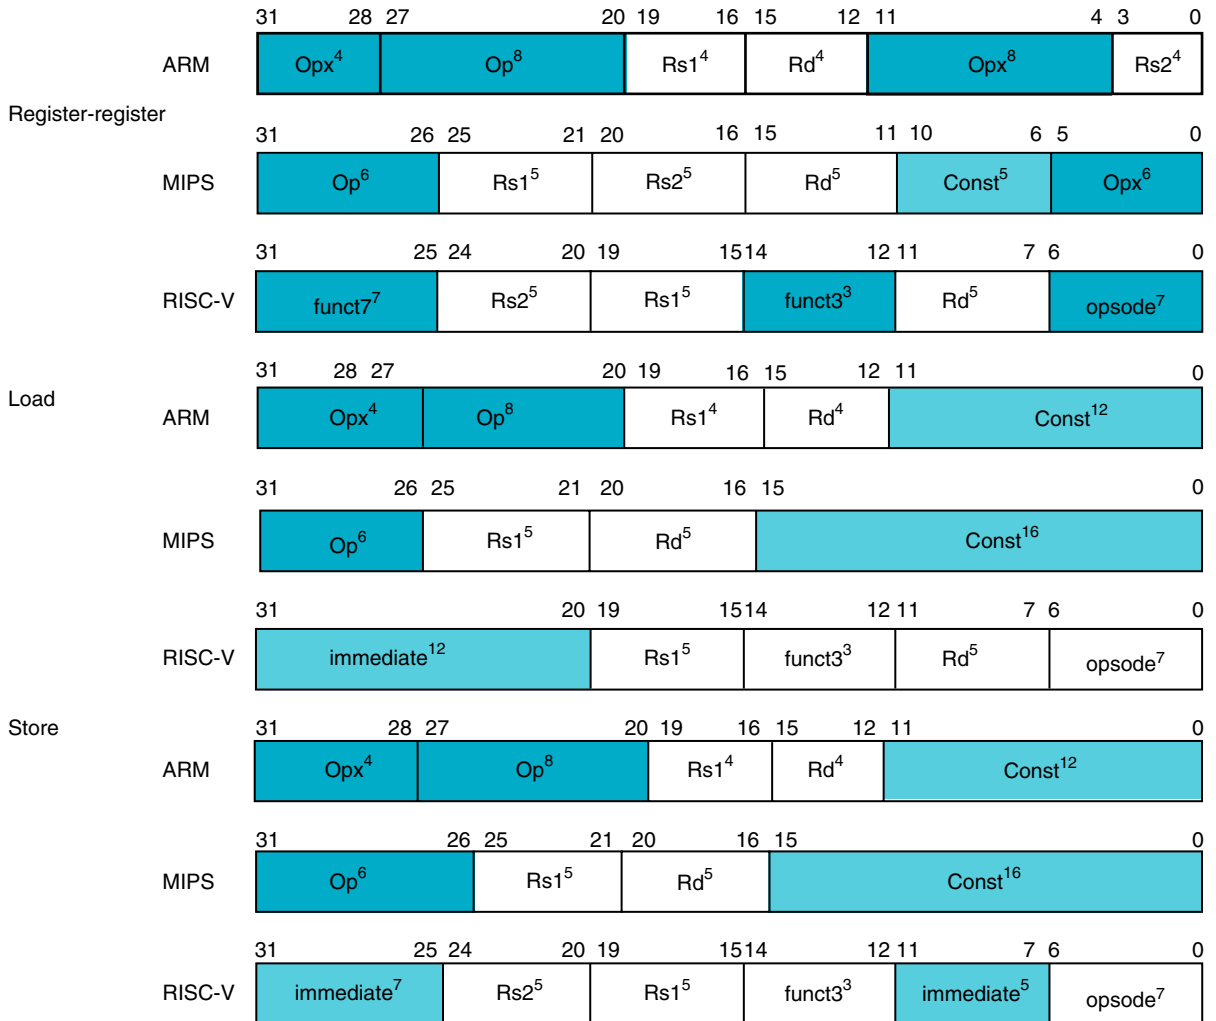 31 28 27 20 19 16 15 12 11 4 3 0
ARM Opx4 Op8 Rs14 Rd4 Opx8 Rs24
Register-register
31 26 25 21 20 16 15 11 10 6 5 0
MIPS Op6 Rs15 Rs25 Rd5 Const5 Opx6
31 25 24 20 19 15 14 12 11 7 6 0
RISC-V funct77 Rs25 Rs15 funct33 Rd5 opsode7
31 28 27 20 19 16 15 12 11 0
Load
ARM Opx4 Op8 Rs14 Rd4 Const12
31 26 25 21 20 16 15 0
MIPS Op6 Rs15 Rd5 Const16
31 20 19 15 14 12 11 7 6 0
RISC-V immediate12 Rs15 funct33 Rd5 opsode7
Store
31 28 27 20 19 16 15 12 11 0
ARM Opx4 Op8 Rs14 Rd4 Const12
31 26 25 21 20 16 15 0
MIPS Op6 Rs15 Rd5 Const16
31 25 24 20 19 15 14 12 11 7 6 0
RISC-V immediate7 Rs25 Rs15 funct33 immediate5 opsode7